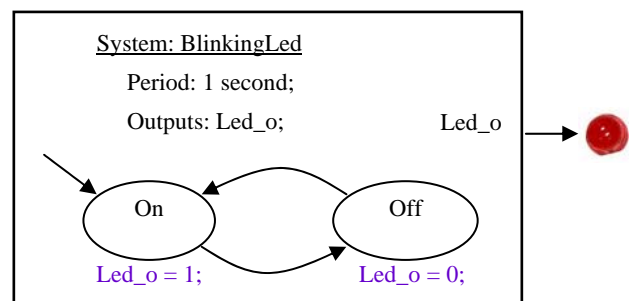 System: BlinkingLed
Period: 1 second;
Outputs: Led_o;
Led_o
On
Off
Led_o = 1;
Led_o = 0;